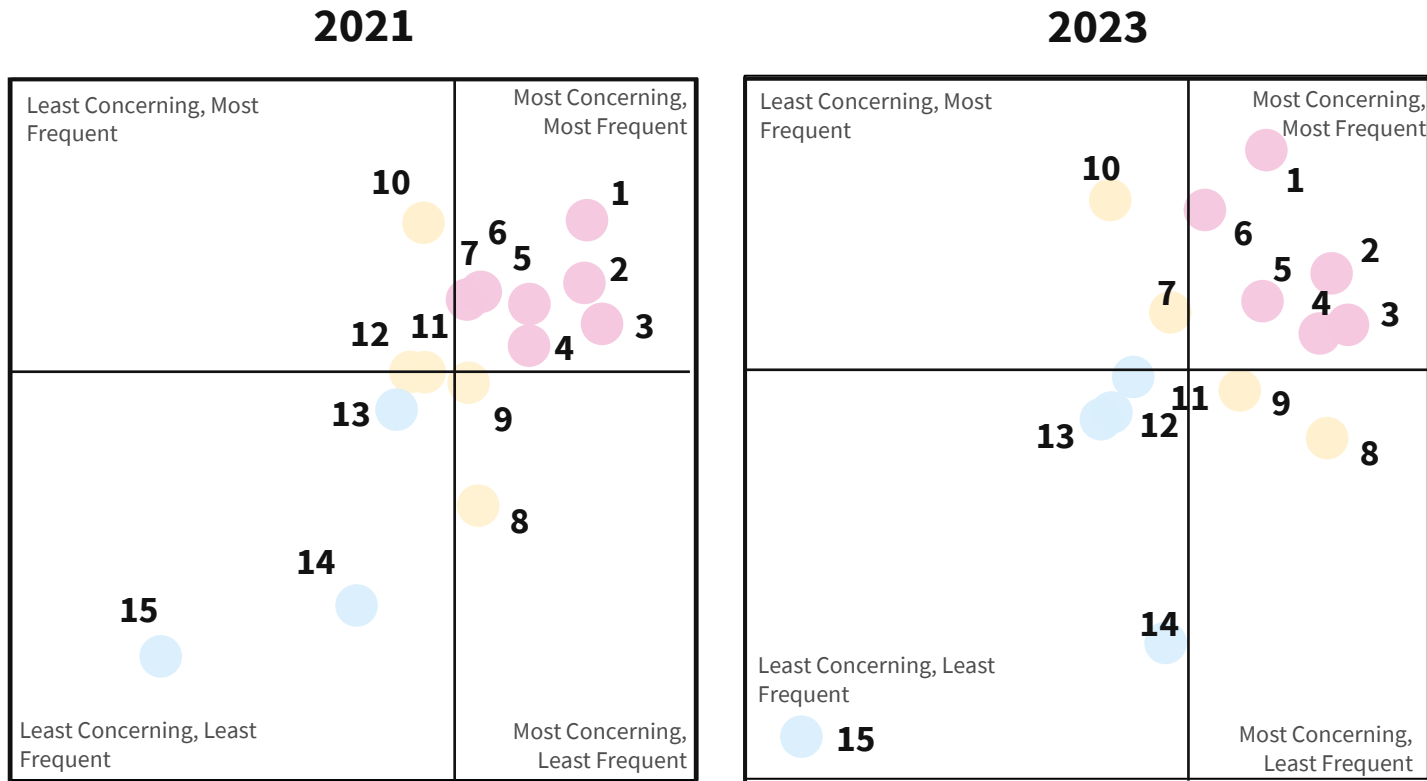 2021
Least Concerning, Most
Frequent
Most Concerning,
Most Frequent
10
1
6
7
5
2
3
12
11
4
13
9
8
14
15
Least Concerning, Least
Frequent
Most Concerning,
Least Frequent
2023
Least Concerning, Most
Frequent
Most Concerning,
Most Frequent
10
1
6
2
5
7
4
3
11
9
12
13
8
14
Least Concerning, Least
Frequent
15
Most Concerning,
Least Frequent